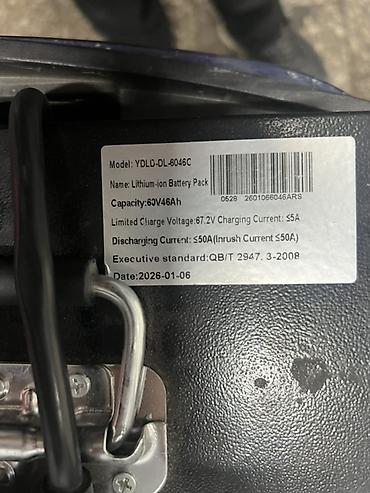 Model: YDLD-DL-6046C
Name: Lithium-ion Battery Pack
0528 2601066046ARS
Capacity:60V46Ah
Limited Charge Voltage:67.2V Charging Current: ≤5A
Discharging Current: ≤50A(Inrush Current ≤50A)
Executive standard:QB/T 2947. 3-2008
Date:2026-01-06